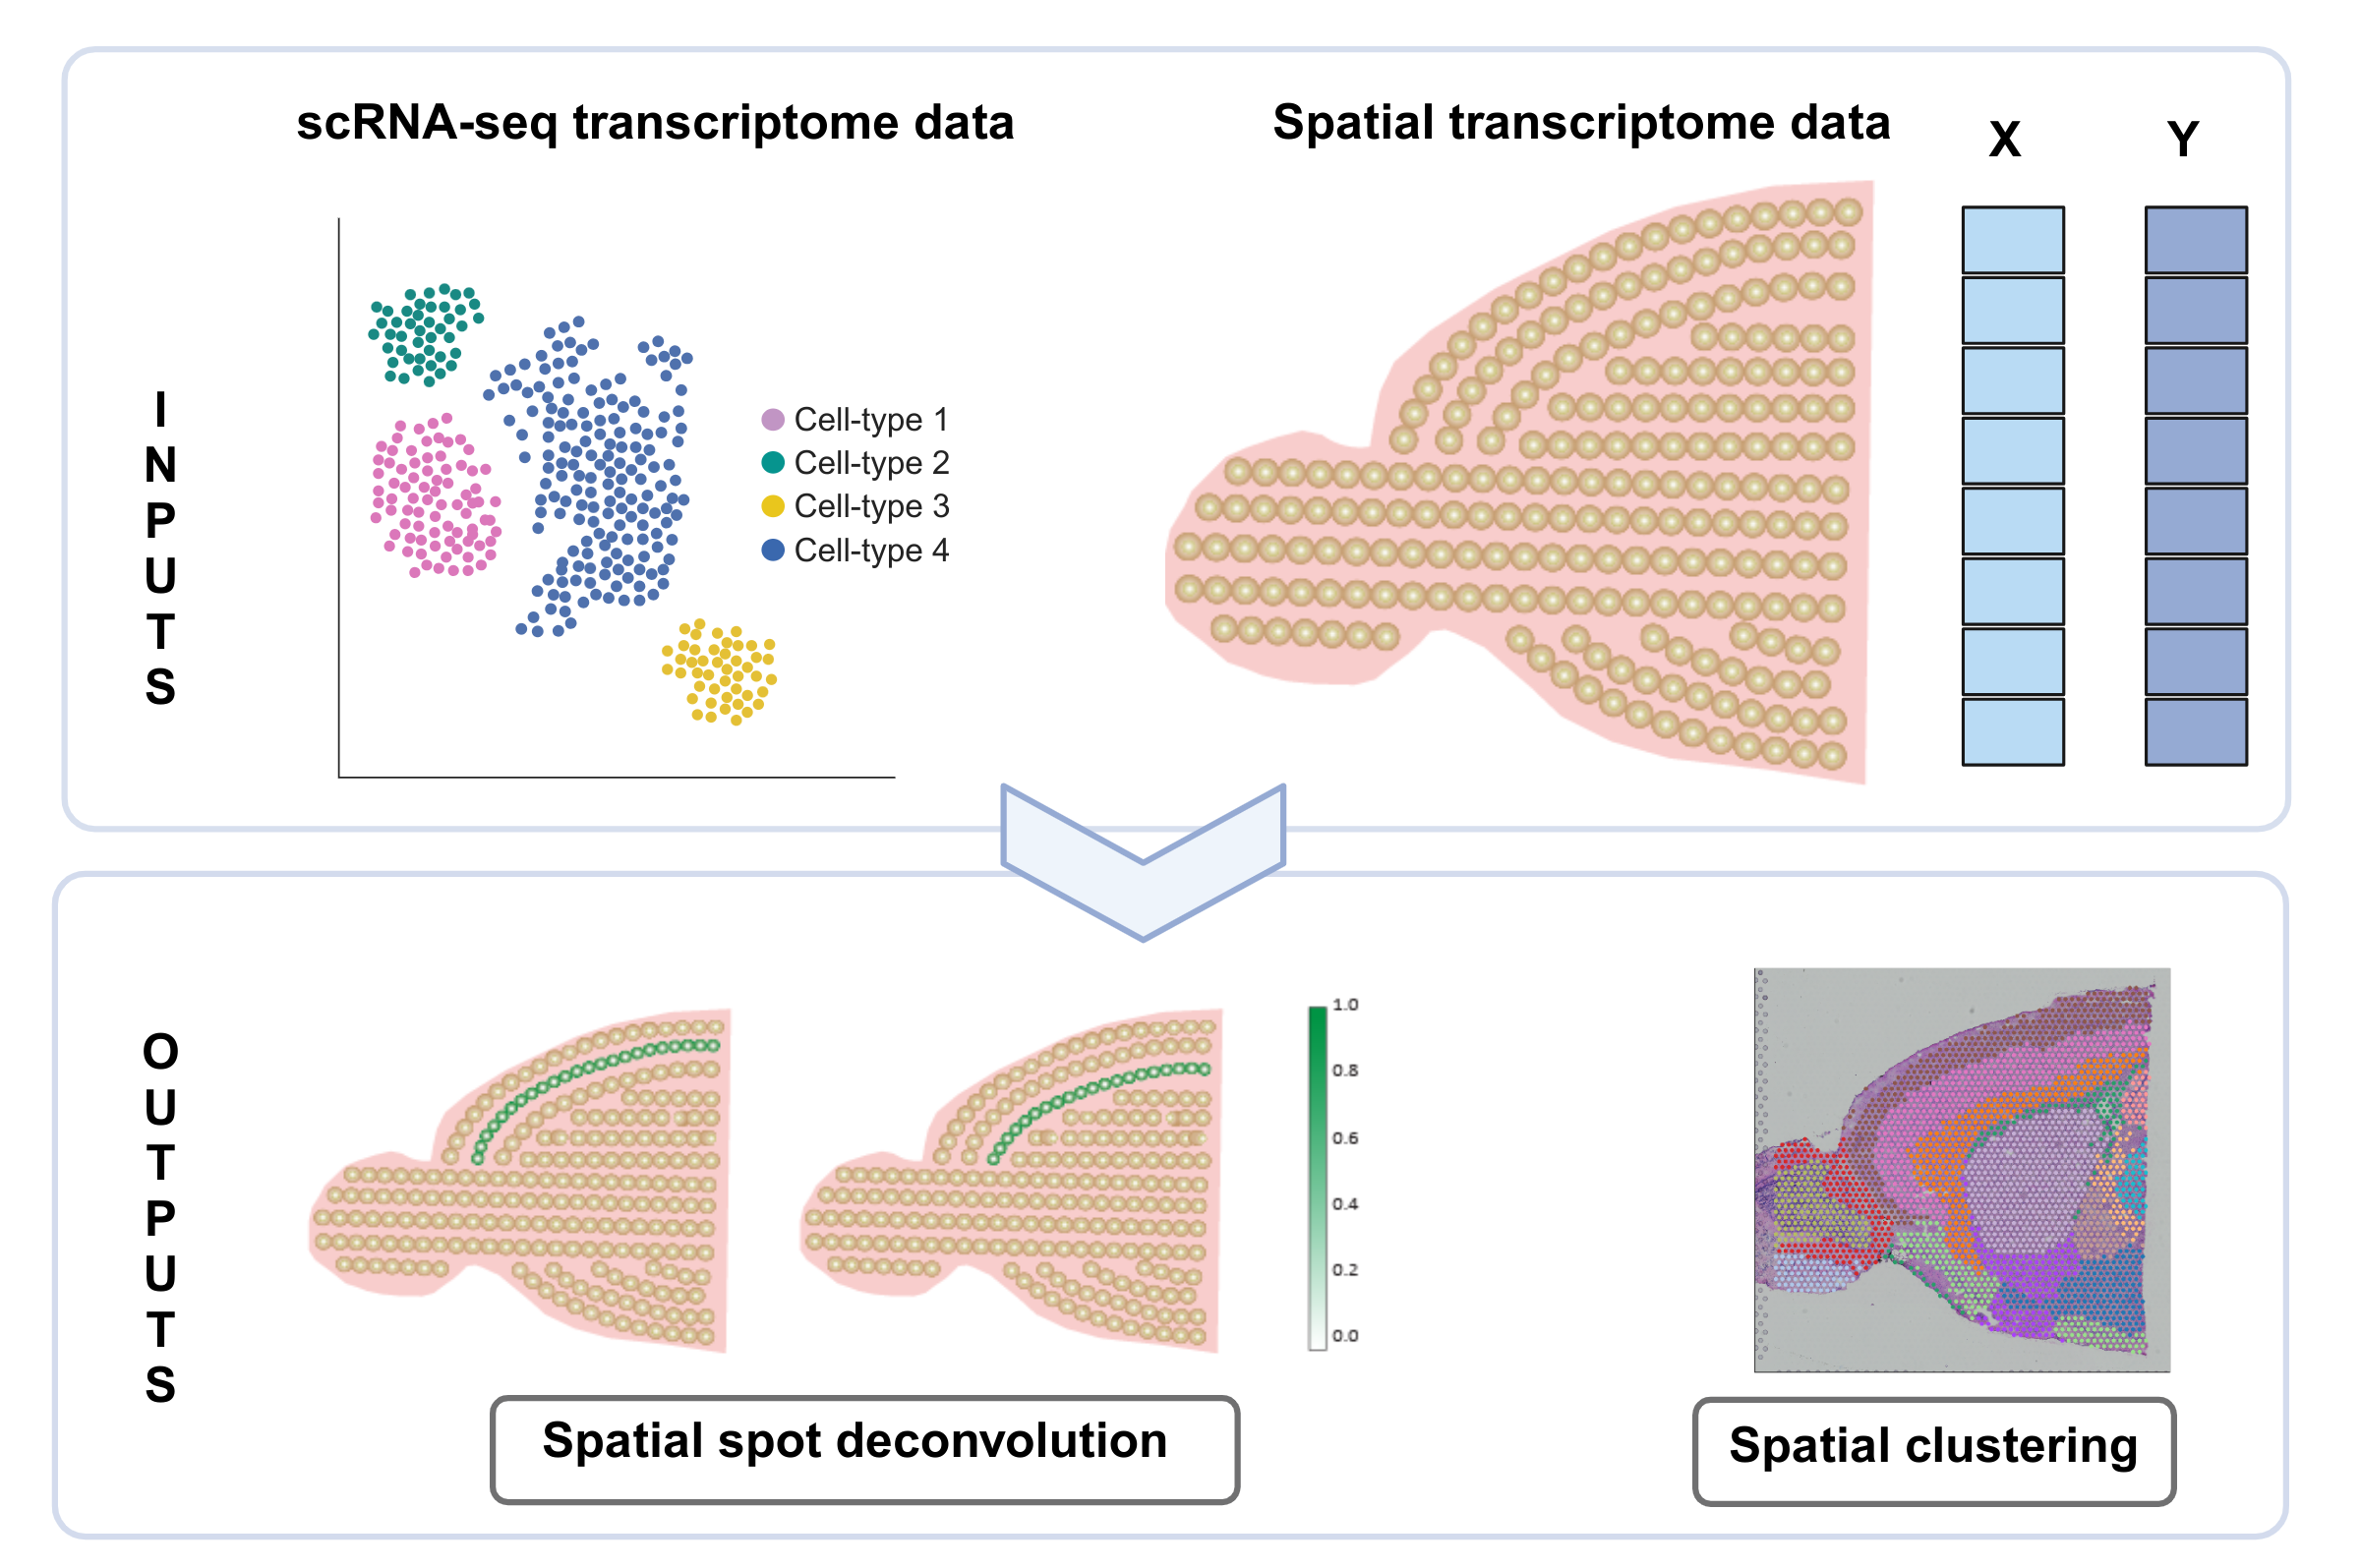 scRNA-seq transcriptome data
Spatial transcriptome data
X
Y
INPUTS
Cell-type 1
Cell-type 2
Cell-type 3
Cell-type 4
OUTPUTS
1.0
0.8
0.6
0.4
0.2
0.0
Spatial spot deconvolution
Spatial clustering